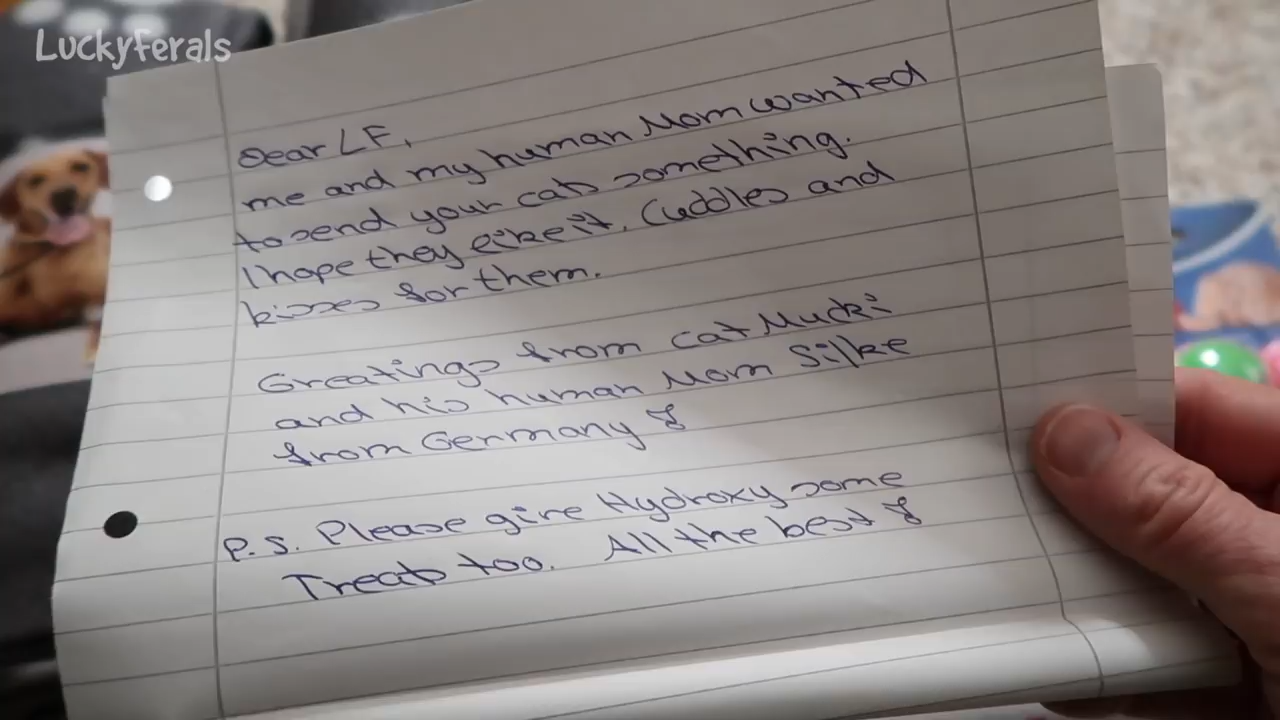 LuckyFerals
Dear LF,
me and my human Mom wanted
to send your cats something.
I hope they like it. Cuddles and
kisses for them.
Greatings from cat Mucki
and his human Mom Silke
from Germany
P.S. Please give Hydroxy some
Treats too. All the best